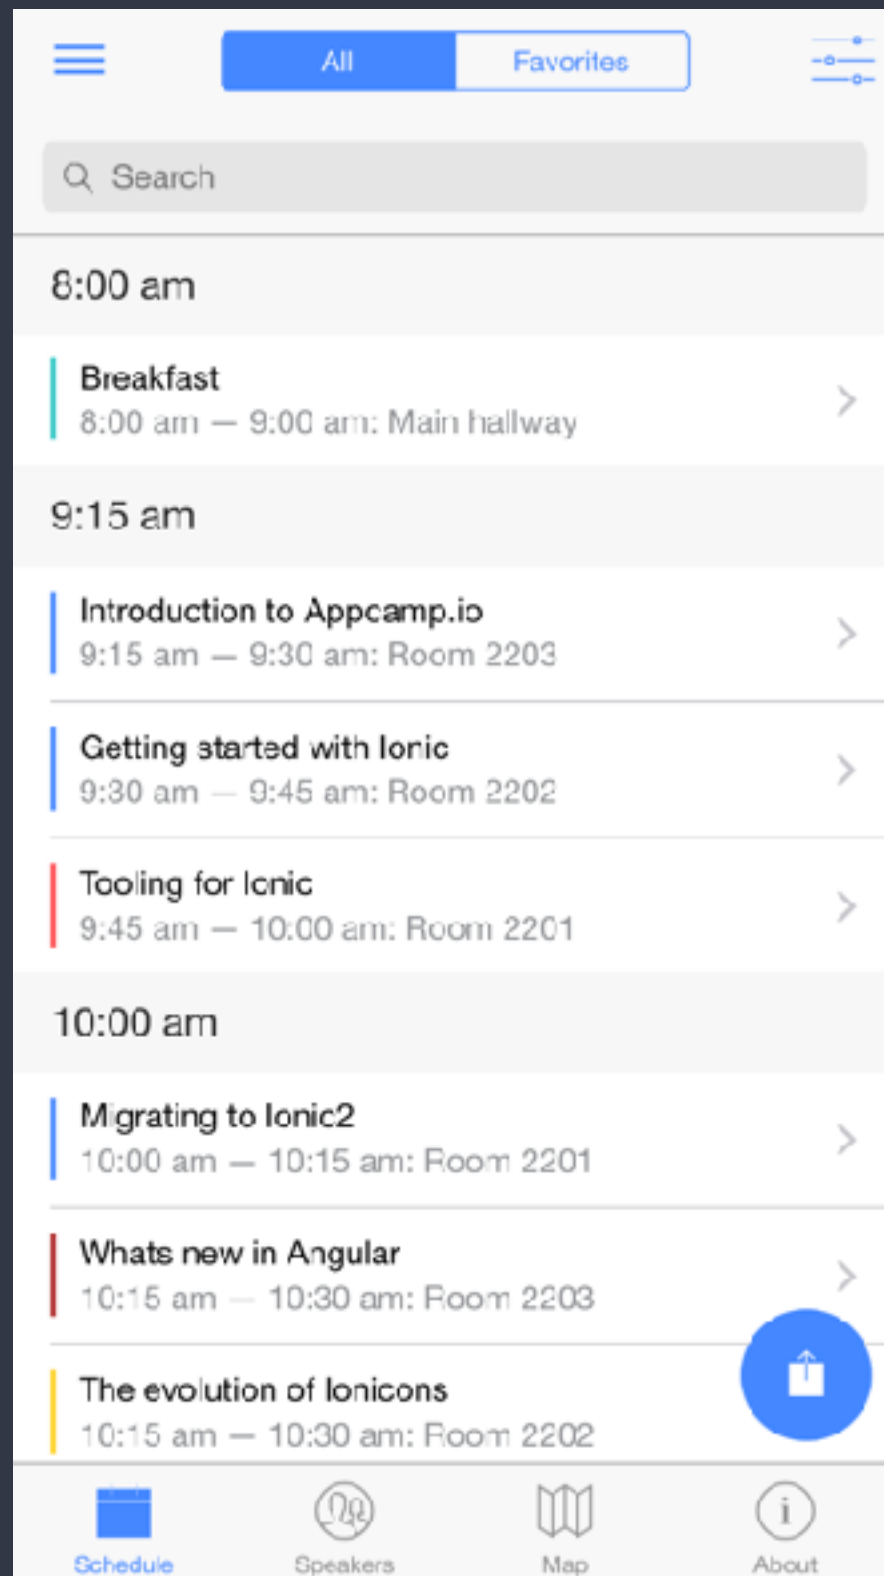 All Favorites
Search
8:00 am
Breakfast
8:00 am — 9:00 am: Main hallway
9:15 am
Introduction to Appcamp.io
9:15 am — 9:30 am: Room 2203
Getting started with Ionic
9:30 am — 9:45 am: Room 2202
Tooling for Ionic
9:45 am — 10:00 am: Room 2201
10:00 am
Migrating to Ionic2
10:00 am — 10:15 am: Room 2201
Whats new in Angular
10:15 am — 10:30 am: Room 2203
The evolution of Ionicons
10:15 am — 10:30 am: Room 2202
Schedule Speakers Map About